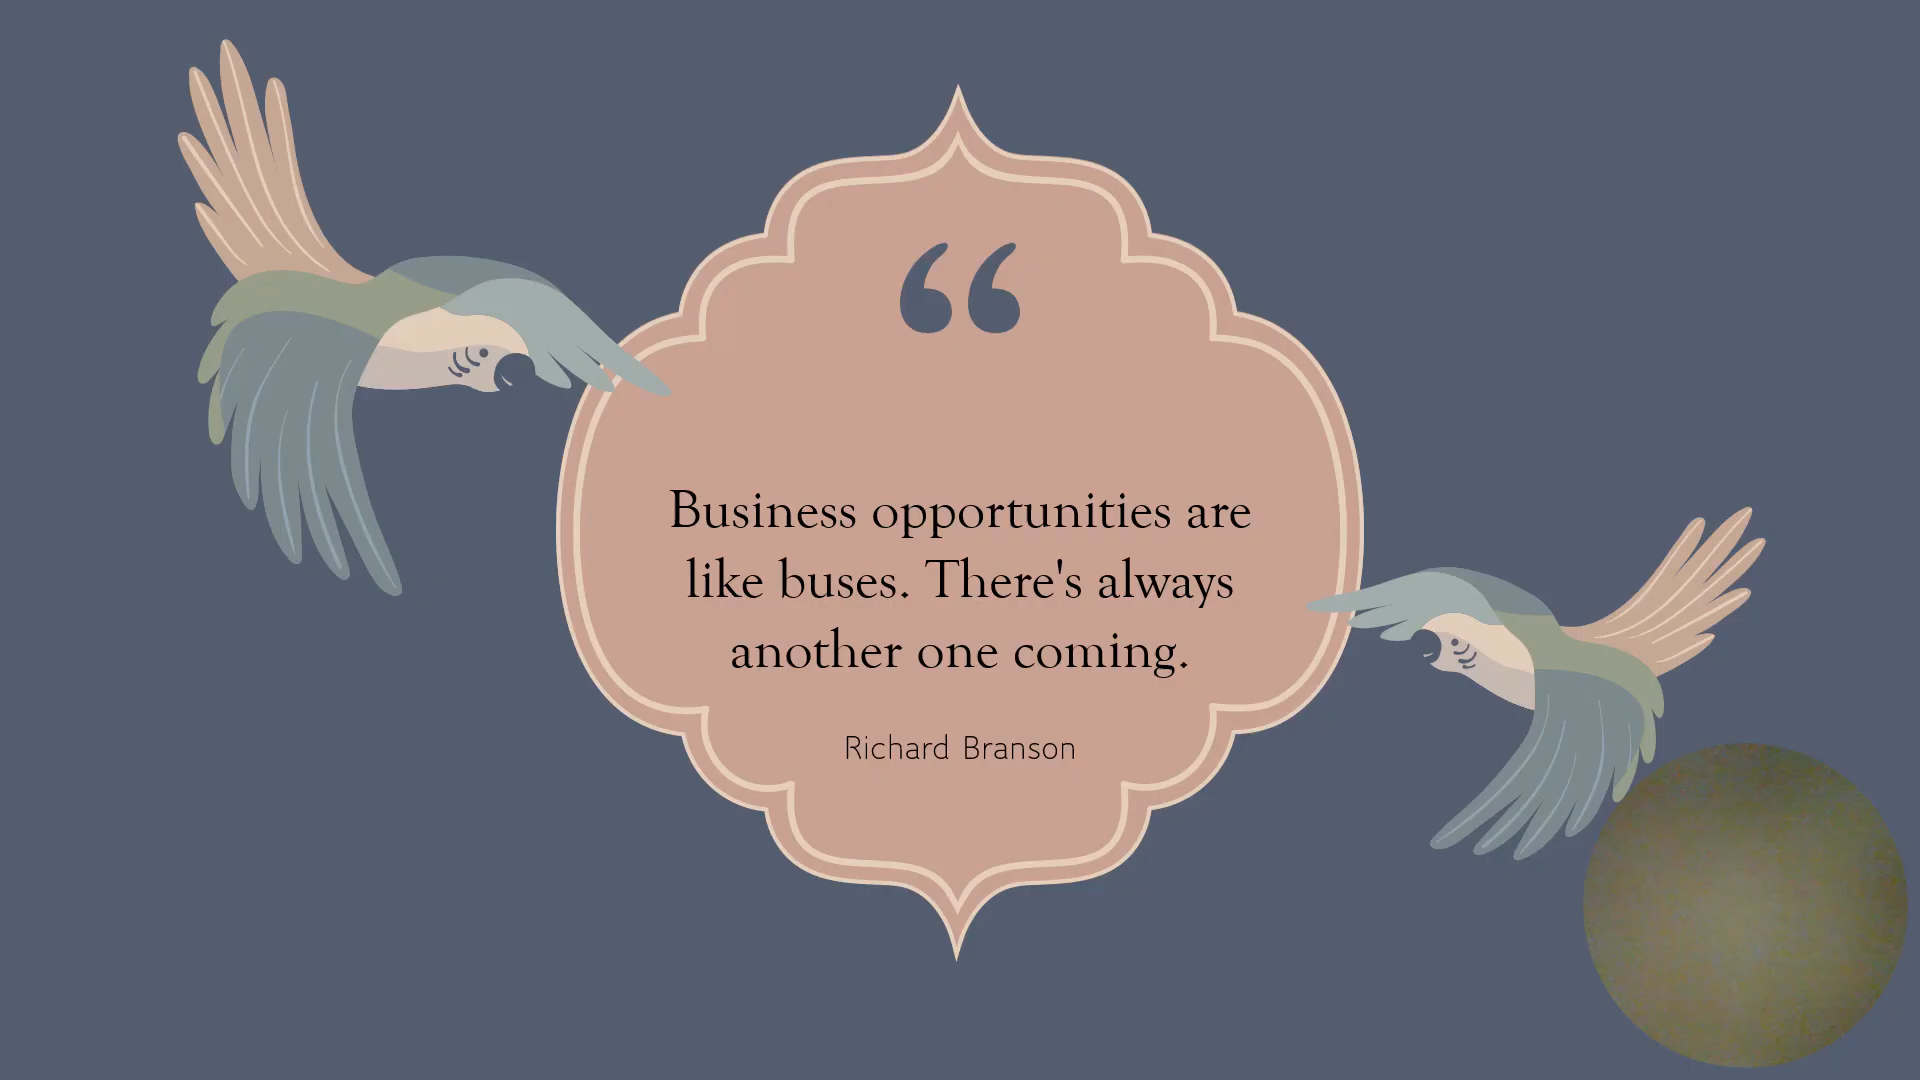 “
Business opportunities are
like buses. There's always
another one coming.
Richard Branson